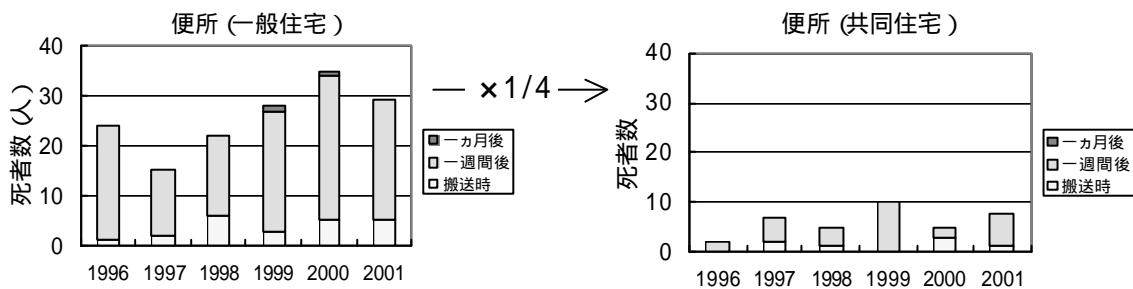 便所 (一般住宅 )
死者数 (人)
40
30
20
10
0
1996 1997 1998 1999 2000 2001
一ヵ月後
一週間後
搬送時
×1/4
便所 (共同住宅 )
死者数
40
30
20
10
0
1996 1997 1998 1999 2000 2001
一ヵ月後
一週間後
搬送時